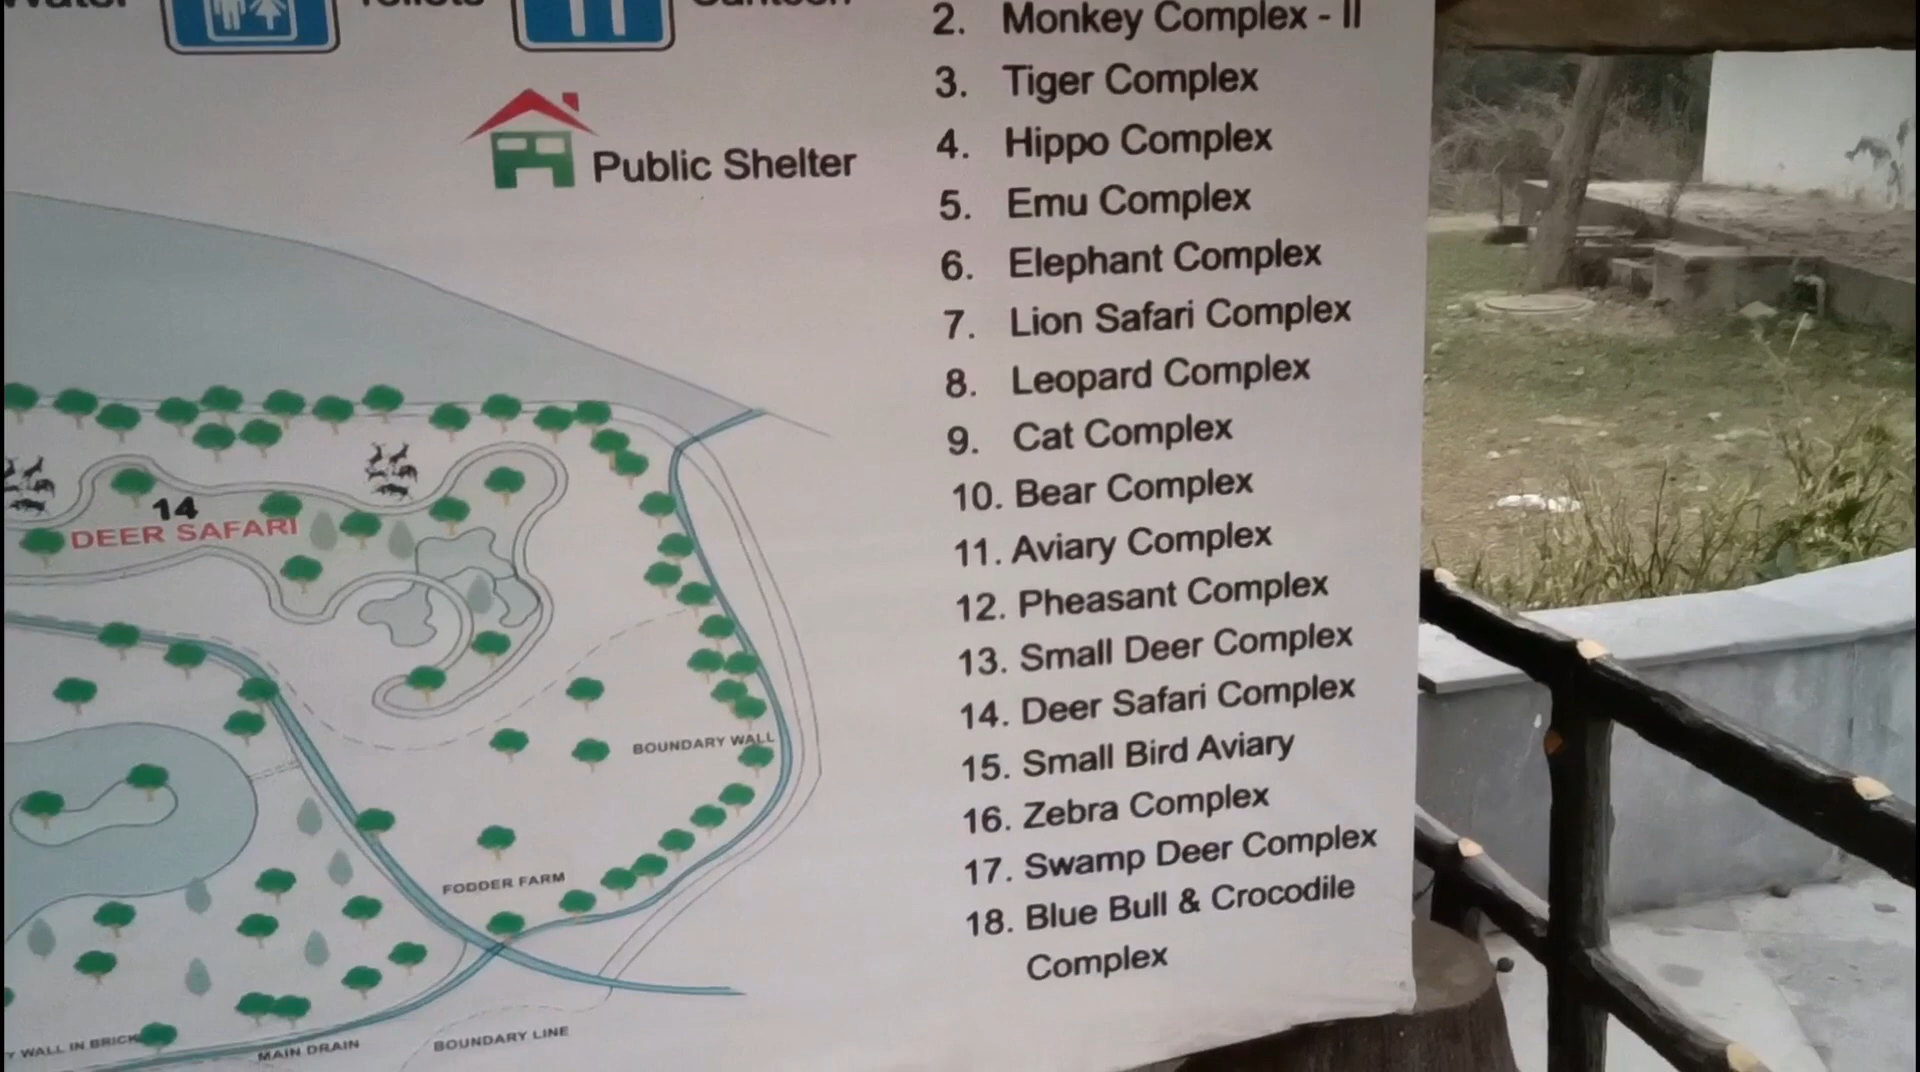 Water
Toilets
Canteen
Public Shelter
2. Monkey Complex - II
3. Tiger Complex
4. Hippo Complex
5. Emu Complex
6. Elephant Complex
7. Lion Safari Complex
8. Leopard Complex
9. Cat Complex
10. Bear Complex
11. Aviary Complex
12. Pheasant Complex
13. Small Deer Complex
14. Deer Safari Complex
15. Small Bird Aviary
16. Zebra Complex
17. Swamp Deer Complex
18. Blue Bull & Crocodile
Complex
14
DEER SAFARI
BOUNDARY WALL
FODDER FARM
WALL IN BRICK
MAIN DRAIN
BOUNDARY LINE